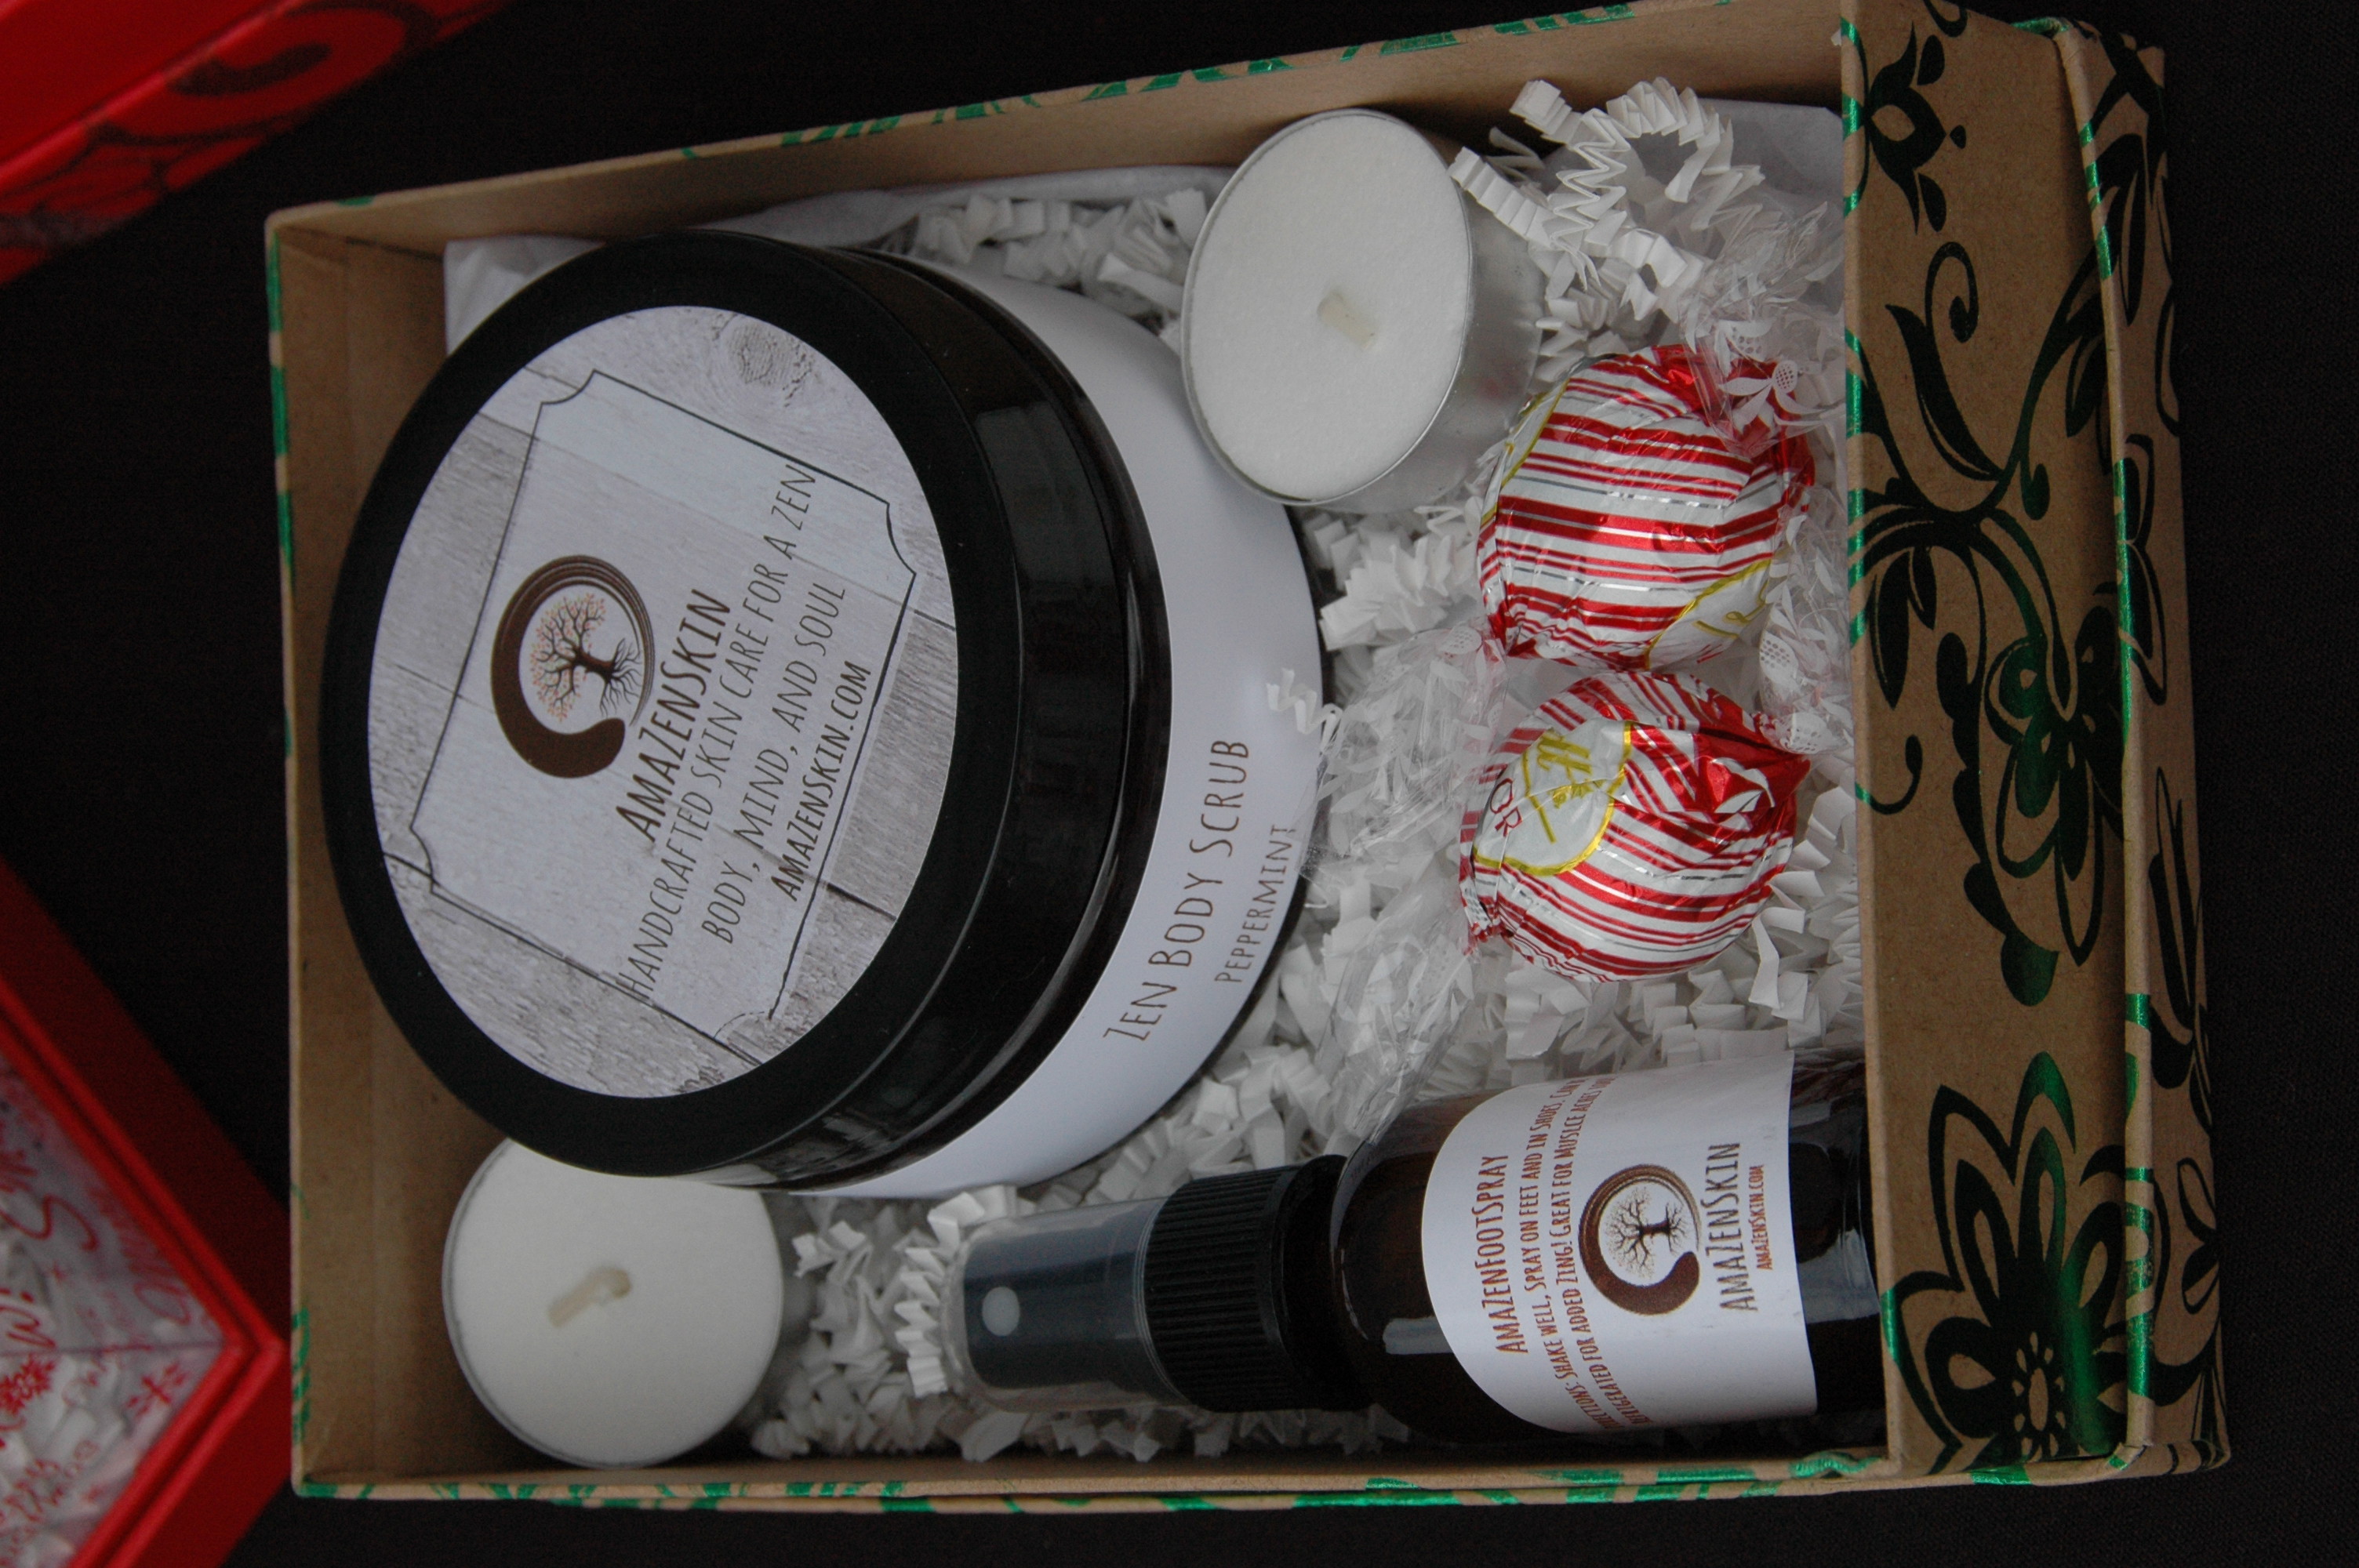 AMAZENSKIN
HANDCRAFTED SKIN CARE FOR A ZEN
BODY, MIND, AND SOUL
AMAZENSKIN.COM
ZEN BODY SCRUB
PEPPERMINT
AMAZENFOOTSPRAY
SHAKE WELL, SPRAY ON FEET AND IN SHOES.
FOR ADDED ZING! GREAT FOR MUSLCE ACHES
AMAZENSKIN
AMAZENSKIN.COM